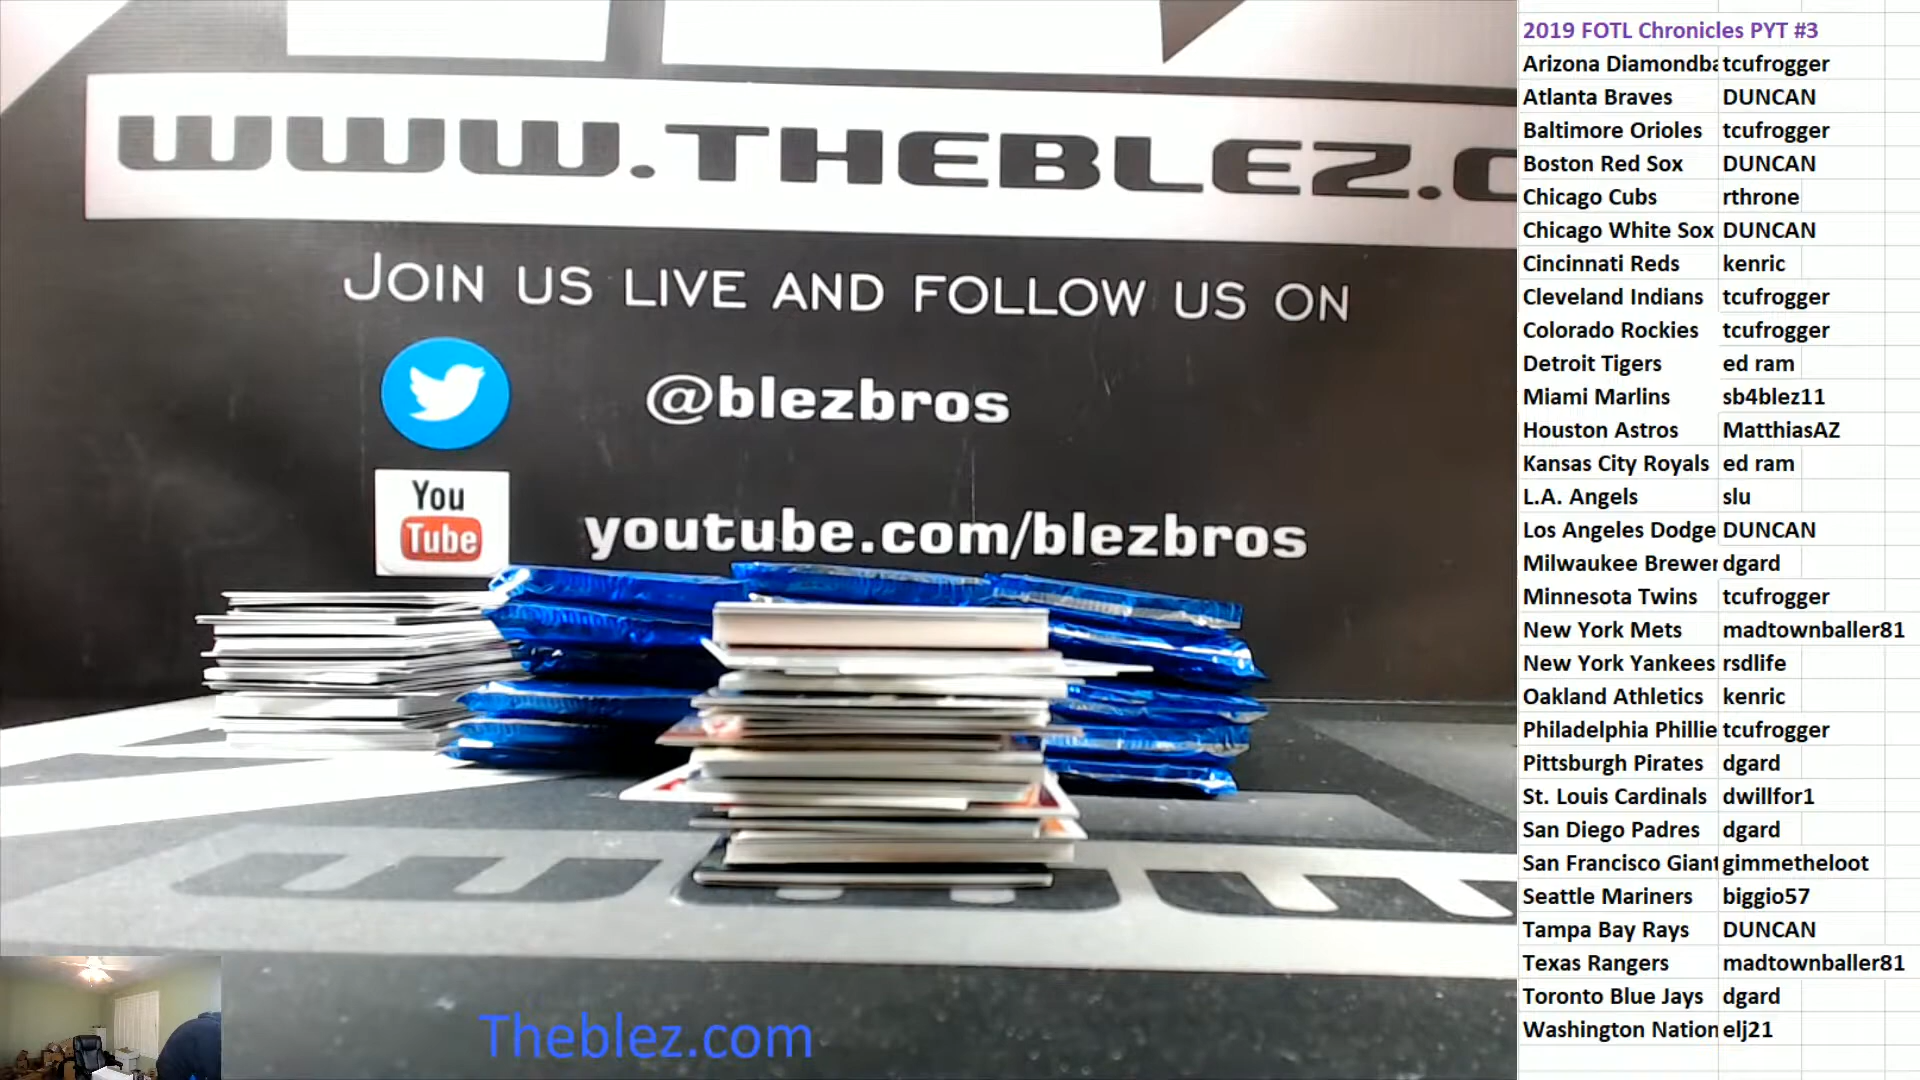 WWW.THEBLEZ.C
JOIN US LIVE AND FOLLOW US ON
@blezbros
You
Tube
youtube.com/blezbros
Theblez.com
2019 FOTL Chronicles PYT #3
Arizona Diamondba tcufrogger
Atlanta Braves DUNCAN
Baltimore Orioles tcufrogger
Boston Red Sox DUNCAN
Chicago Cubs rthrone
Chicago White Sox DUNCAN
Cincinnati Reds kenric
Cleveland Indians tcufrogger
Colorado Rockies tcufrogger
Detroit Tigers ed ram
Miami Marlins sb4blez11
Houston Astros MatthiasAZ
Kansas City Royals ed ram
L.A. Angels slu
Los Angeles Dodge DUNCAN
Milwaukee Brewer dgard
Minnesota Twins tcufrogger
New York Mets madtownballer81
New York Yankees rsdlife
Oakland Athletics kenric
Philadelphia Phillie tcufrogger
Pittsburgh Pirates dgard
St. Louis Cardinals dwillfor1
San Diego Padres dgard
San Francisco Giant gimmetheloot
Seattle Mariners biggio57
Tampa Bay Rays DUNCAN
Texas Rangers madtownballer81
Toronto Blue Jays dgard
Washington Nation elj21